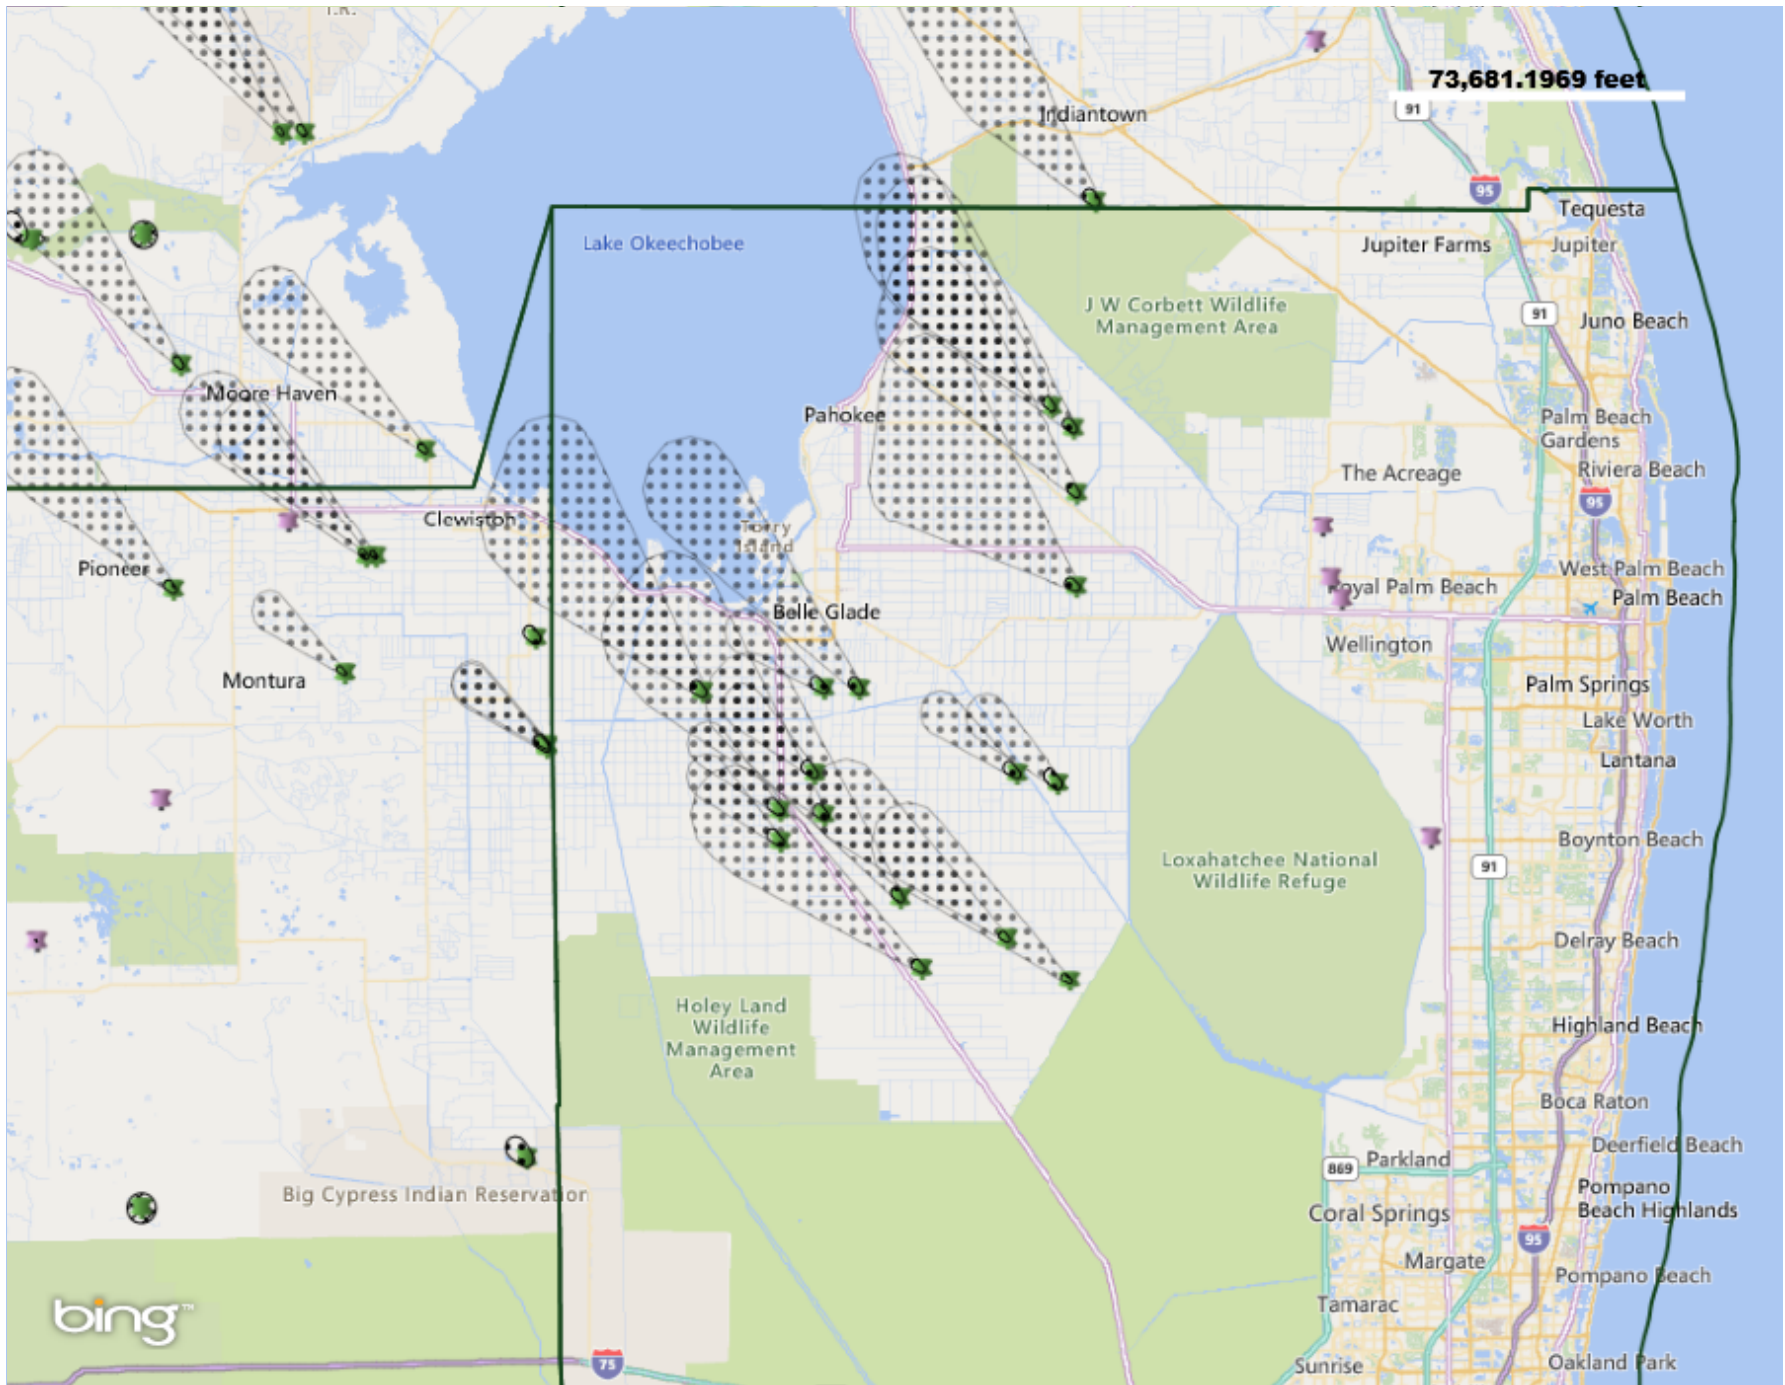 73,681.1969 feet
91
Indiantown
95
Tequesta
Lake Okeechobee
Jupiter Farms
Jupiter
J W Corbett Wildlife
Management Area
91
Juno Beach
Moore Haven
Pahokee
Palm Beach
Gardens
The Acreage
Riviera Beach
95
Clewiston
Torry
Island
Pioneer
West Palm Beach
Royal Palm Beach
Palm Beach
Belle Glade
Wellington
Montura
Palm Springs
Lake Worth
Lantana
Boynton Beach
Loxahatchee National
Wildlife Refuge
91
Delray Beach
Holey Land
Wildlife
Management
Area
Highland Beach
Boca Raton
Deerfield Beach
869
Parkland
Big Cypress Indian Reservation
Pompano
Beach Highlands
Coral Springs
95
Margate
Pompano Beach
Tamarac
bing™
75
Sunrise
Oakland Park